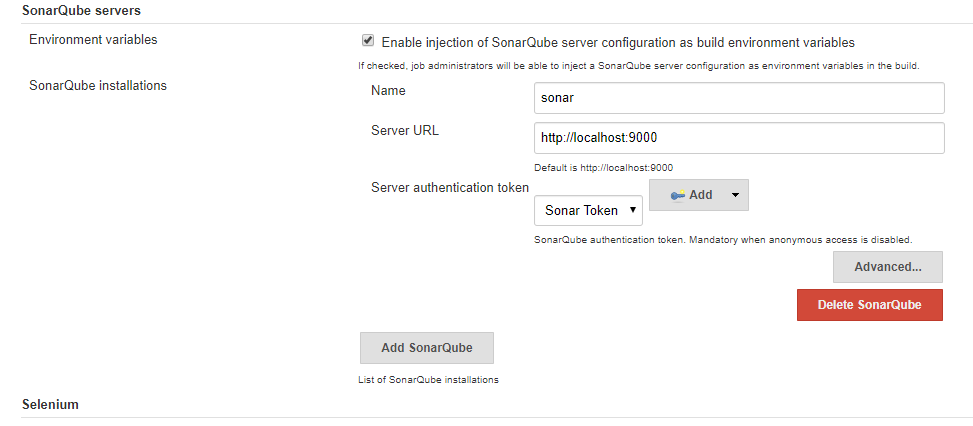 SonarQube servers
Environment variables
Enable injection of SonarQube server configuration as build environment variables
If checked, job administrators will be able to inject a SonarQube server configuration as environment variables in the build.
SonarQube installations
Name
sonar
Server URL
http://localhost:9000
Default is http://localhost:9000
Server authentication token
Sonar Token
Add
SonarQube authentication token. Mandatory when anonymous access is disabled.
Advanced...
Delete SonarQube
Add SonarQube
List of SonarQube installations
Selenium